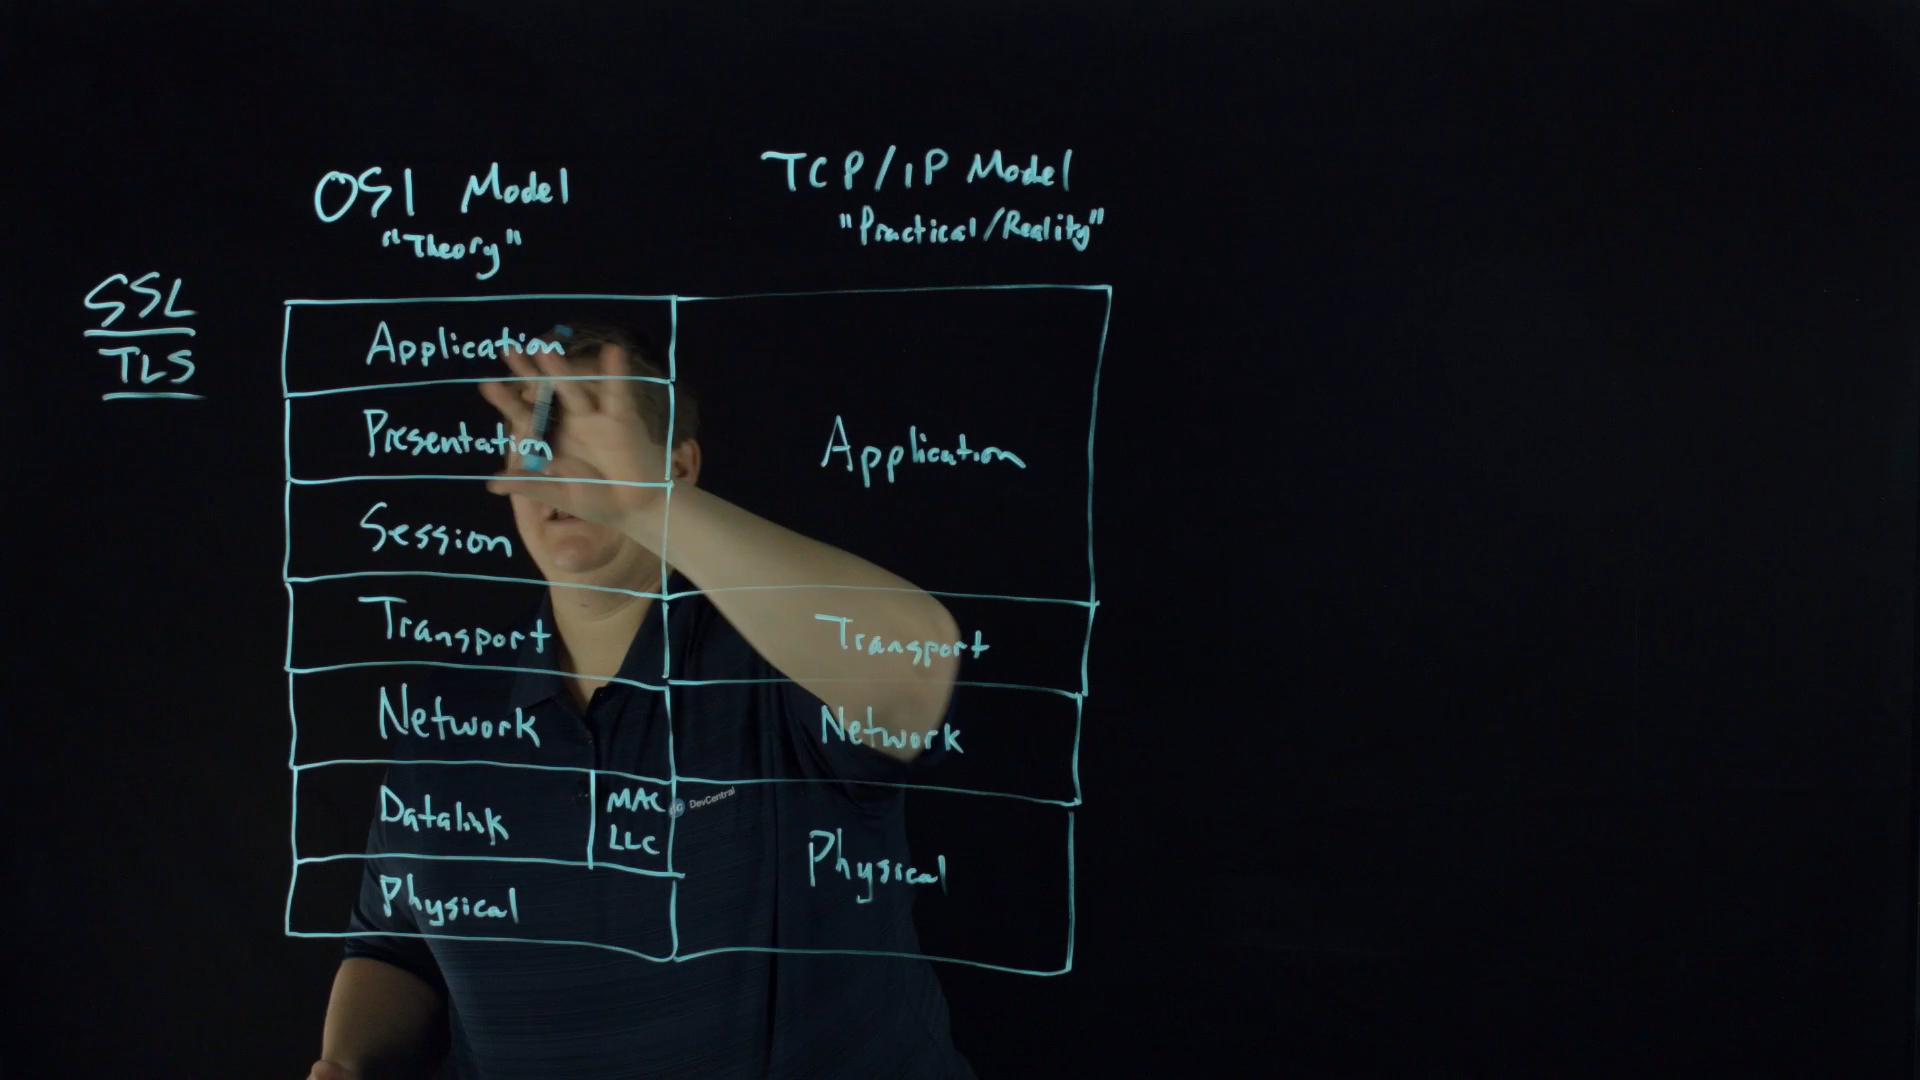 OSI Model
"Theory"
TCP/IP Model
"Practical/Reality"
SSL
TLS
Application
Presentation
Session
Transport
Network
Datalink
MAC
LLC
Physical
Application
Transport
Network
Physical
DevCentral